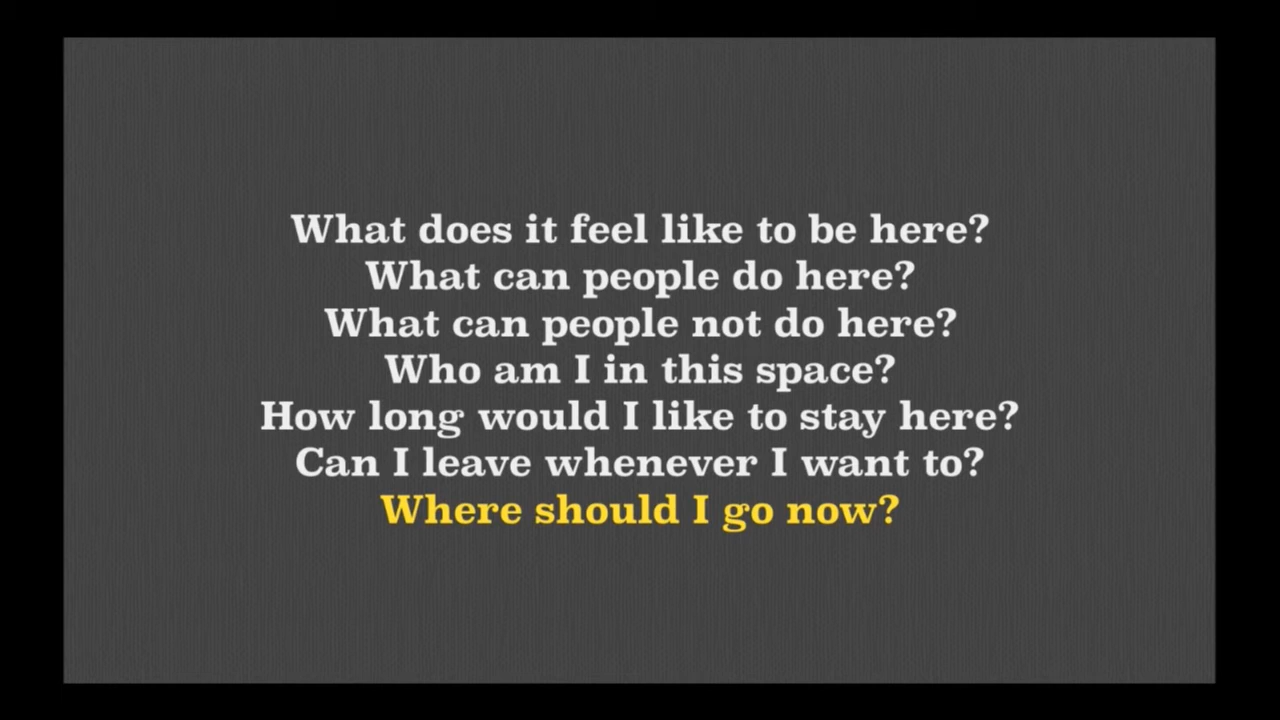 What does it feel like to be here?
What can people do here?
What can people not do here?
Who am I in this space?
How long would I like to stay here?
Can I leave whenever I want to?
Where should I go now?